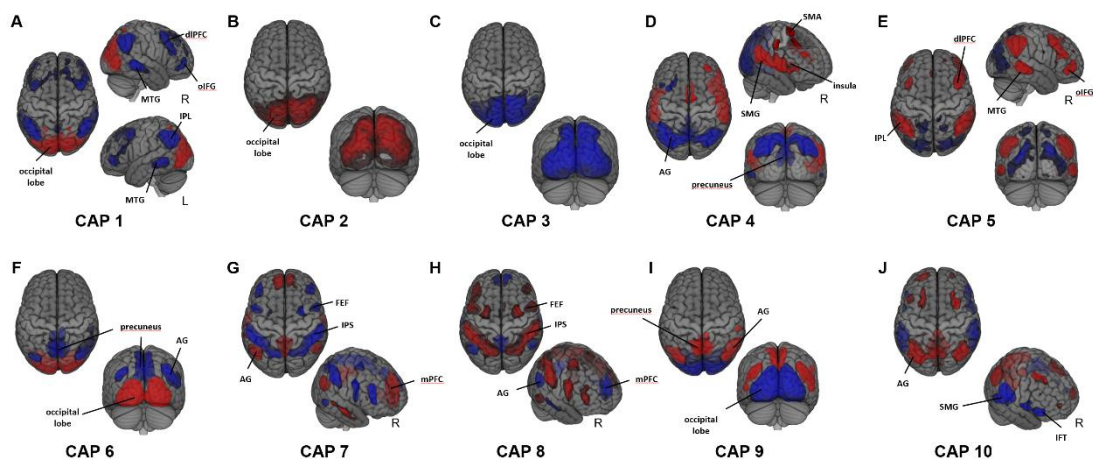 A
dlPFC
oIFG
R
MTG
IPL
occipital
lobe
MTG
L
CAP 1
B
occipital
lobe
CAP 2
C
occipital
lobe
CAP 3
D
SMA
insula
R
SMG
AG
precuneus
CAP 4
E
dlPFC
oIFG
R
MTG
IPL
CAP 5
F
precuneus
AG
occipital
lobe
CAP 6
G
FEF
IPS
AG
mPFC
R
CAP 7
H
FEF
IPS
AG
mPFC
R
CAP 8
I
precuneus
AG
occipital
lobe
CAP 9
J
AG
SMG
IFT
R
CAP 10